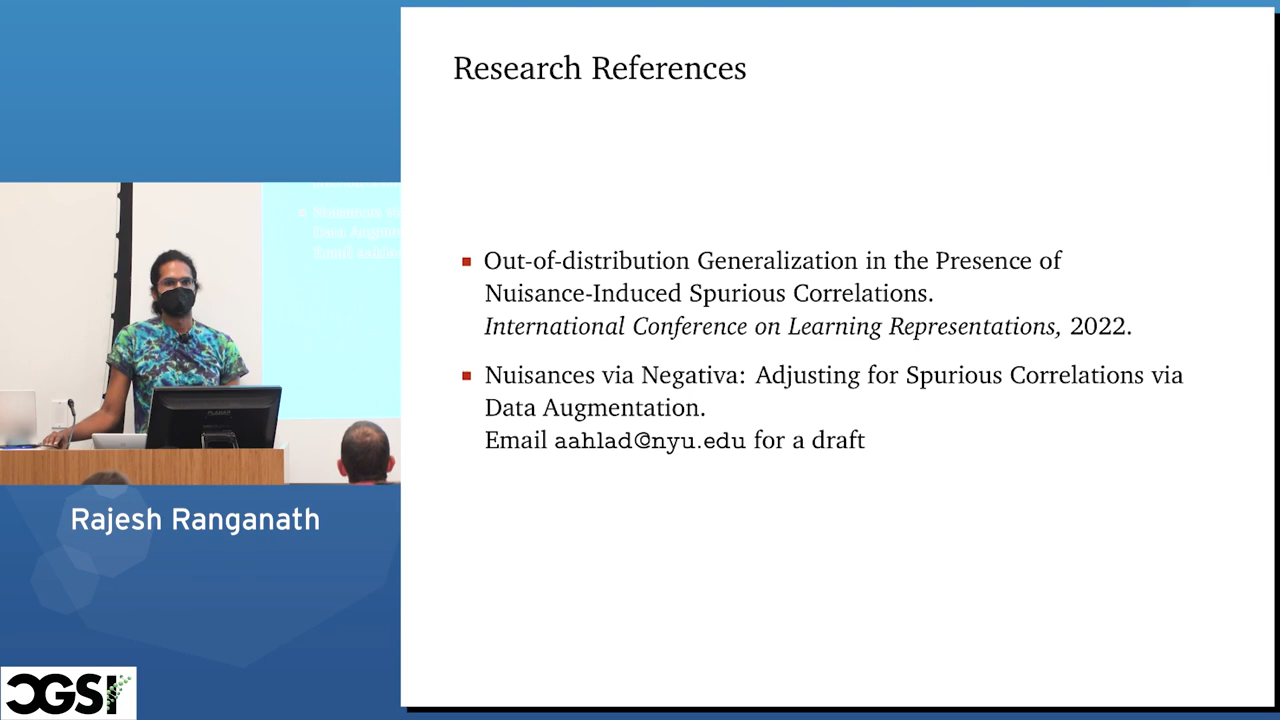 Research References
Out-of-distribution Generalization in the Presence of
Nuisance-Induced Spurious Correlations.
International Conference on Learning Representations, 2022.
Nuisances via Negativa: Adjusting for Spurious Correlations via
Data Augmentation.
Email aahlad@nyu.edu for a draft
Rajesh Ranganath
CGSI